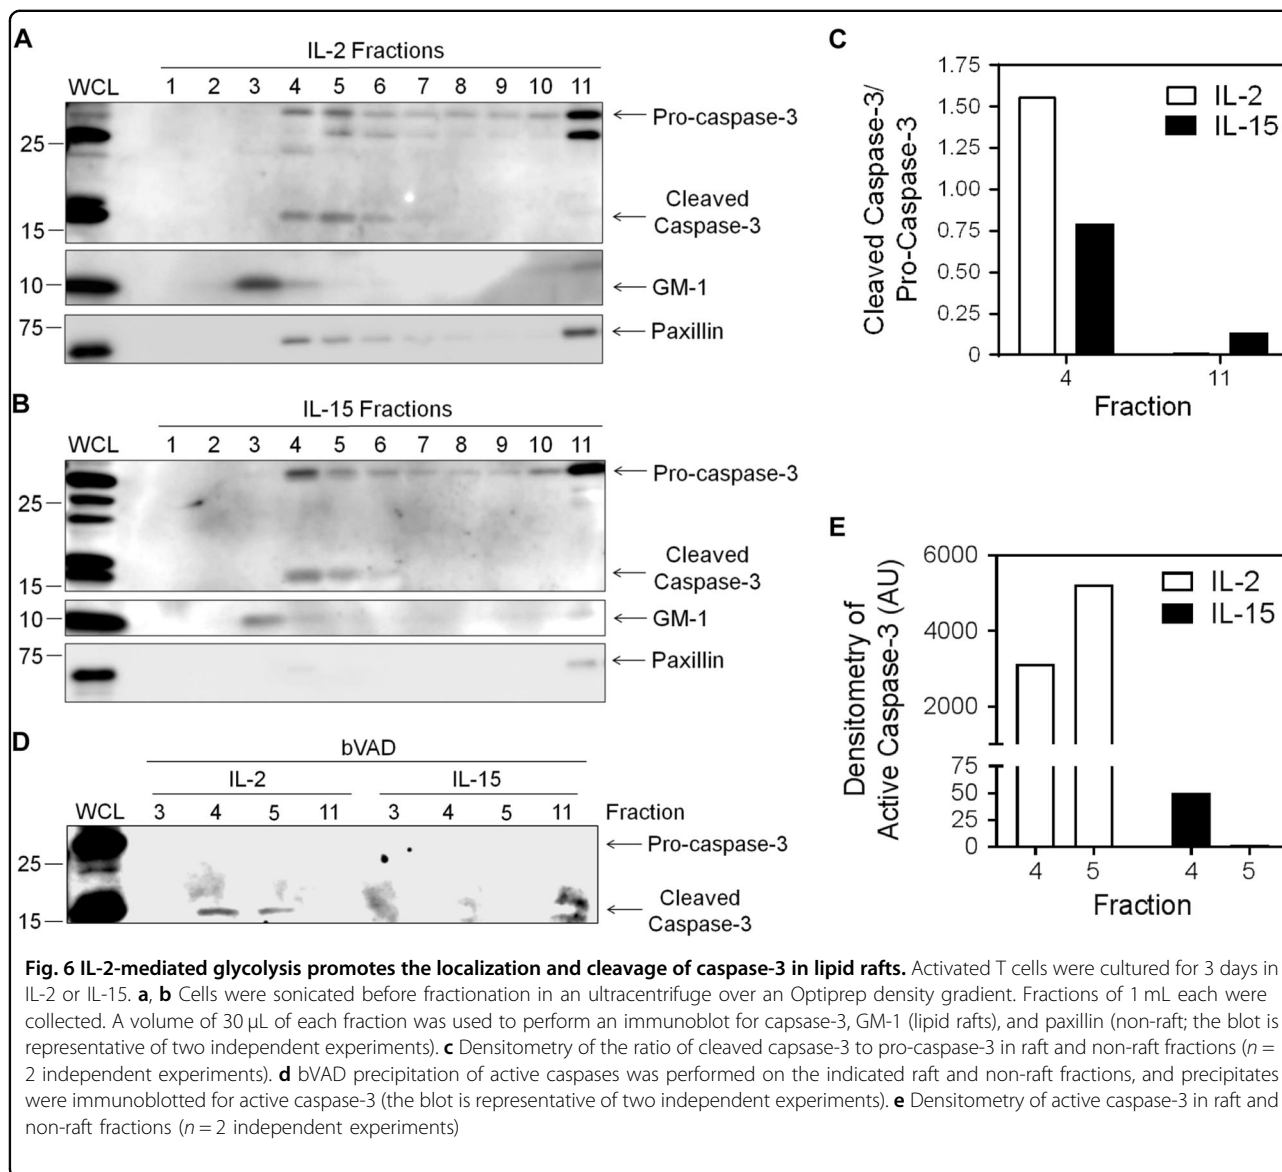 A
IL-2 Fractions
WCL 1 2 3 4 5 6 7 8 9 10 11
Pro-caspase-3
25
Cleaved
Caspase-3
15
10
GM-1
75
Paxillin
B
IL-15 Fractions
WCL 1 2 3 4 5 6 7 8 9 10 11
Pro-caspase-3
25
Cleaved
Caspase-3
15
10
GM-1
75
Paxillin
D
bVAD
IL-2 IL-15
WCL 3 4 5 11 3 4 5 11 Fraction
Pro-caspase-3
25
Cleaved
Caspase-3
15
C
Cleaved Caspase-3/
Pro-Caspase-3
1.75
1.50
1.25
1.00
0.75
0.50
0.25
0
IL-2
IL-15
4 11
Fraction
E
Densitometry of
Active Caspase-3 (AU)
6000
4000
2000
75
50
25
0
IL-2
IL-15
4 5 4 5
Fraction
Fig. 6 IL-2-mediated glycolysis promotes the localization and cleavage of caspase-3 in lipid rafts. Activated T cells were cultured for 3 days in
IL-2 or IL-15. a, b Cells were sonicated before fractionation in an ultracentrifuge over an Optiprep density gradient. Fractions of 1 mL each were
collected. A volume of 30 µL of each fraction was used to perform an immunoblot for capsase-3, GM-1 (lipid rafts), and paxillin (non-raft; the blot is
representative of two independent experiments). c Densitometry of the ratio of cleaved capsase-3 to pro-caspase-3 in raft and non-raft fractions (n =
2 independent experiments). d bVAD precipitation of active caspases was performed on the indicated raft and non-raft fractions, and precipitates
were immunoblotted for active caspase-3 (the blot is representative of two independent experiments). e Densitometry of active caspase-3 in raft and
non-raft fractions (n = 2 independent experiments)